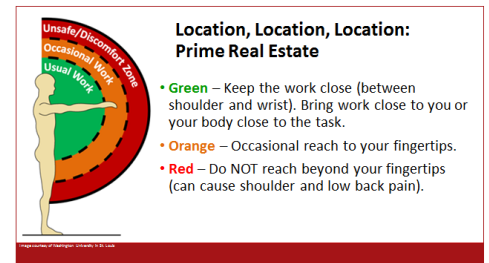 Unsafe/Discomfort Zone
Occasional Work
Usual Work
Location, Location, Location:
Prime Real Estate
• Green – Keep the work close (between
shoulder and wrist). Bring work close to you or
your body close to the task.
• Orange – Occasional reach to your fingertips.
• Red – Do NOT reach beyond your fingertips
(can cause shoulder and low back pain).
Image courtesy of Washington University in St. Louis